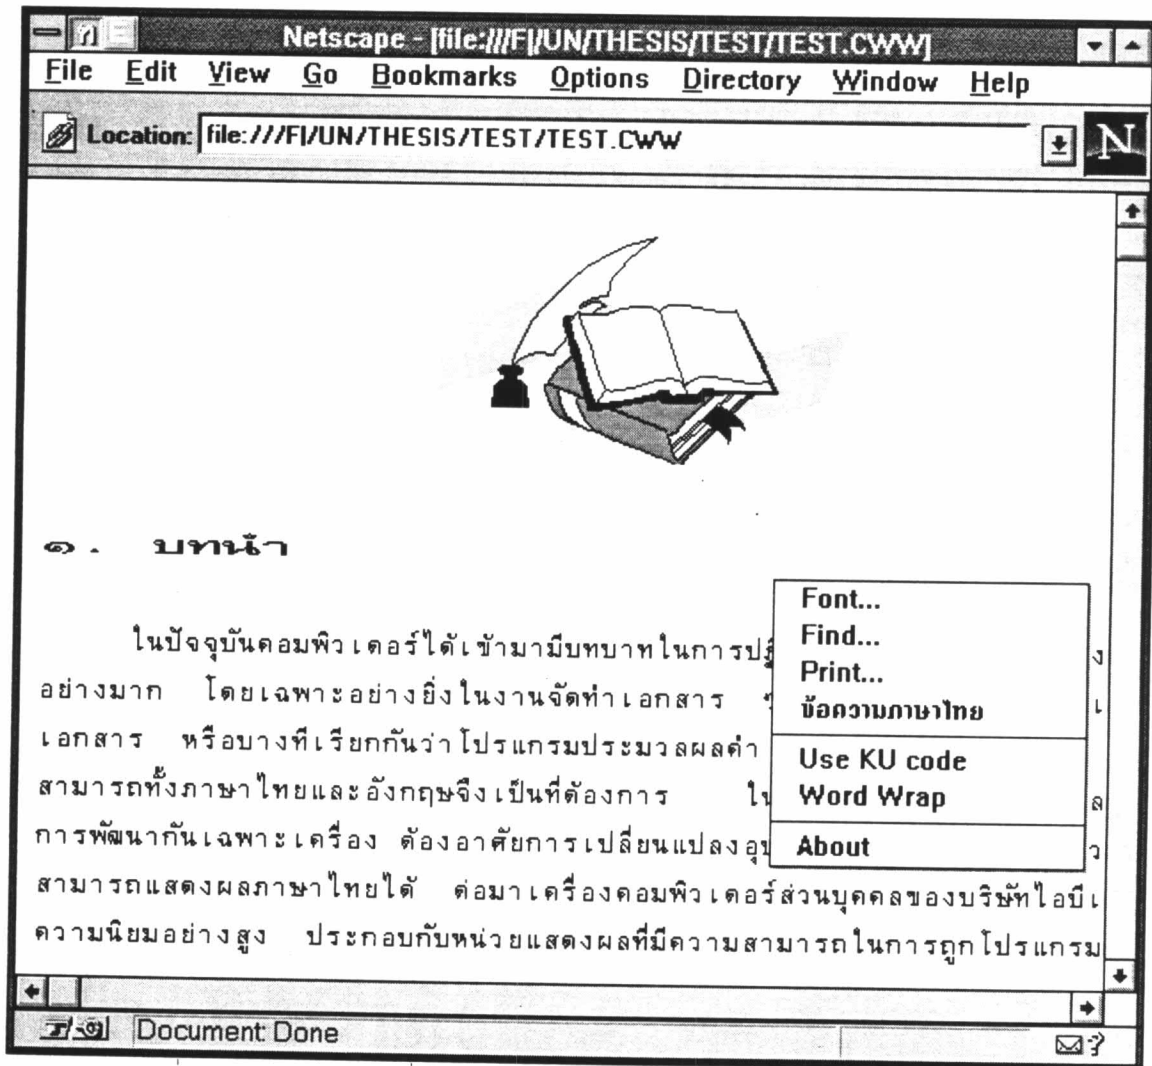 Netscape - [file:///F|/UN/THESIS/TEST/TEST.CWW]
File Edit View Go Bookmarks Options Directory Window Help
Location: file:///F|/UN/THESIS/TEST/TEST.CWW
N
๑. บทนำ
ในปัจจุบันคอมพิวเตอร์ได้เข้ามามีบทบาทในการปฏิ
อย่างมาก โดยเฉพาะอย่างยิ่งในงานจัดทำเอกสาร
เอกสาร หรือบางทีเรียกกันว่าโปรแกรมประมวลผลคำ
สามารถทั้งภาษาไทยและอังกฤษจึงเป็นที่ต้องการ ใน
การพัฒนากันเฉพาะเครื่อง ต้องอาศัยการเปลี่ยนแปลงอุป
สามารถแสดงผลภาษาไทยได้ ต่อมาเครื่องคอมพิวเตอร์ส่วนบุคคลของบริษัทไอบีเ
ความนิยมอย่างสูง ประกอบกับหน่วยแสดงผลที่มีความสามารถในการถูกโปรแกรม
Font...
Find...
Print...
ข้อความภาษาไทย
Use KU code
Word Wrap
About
Document: Done